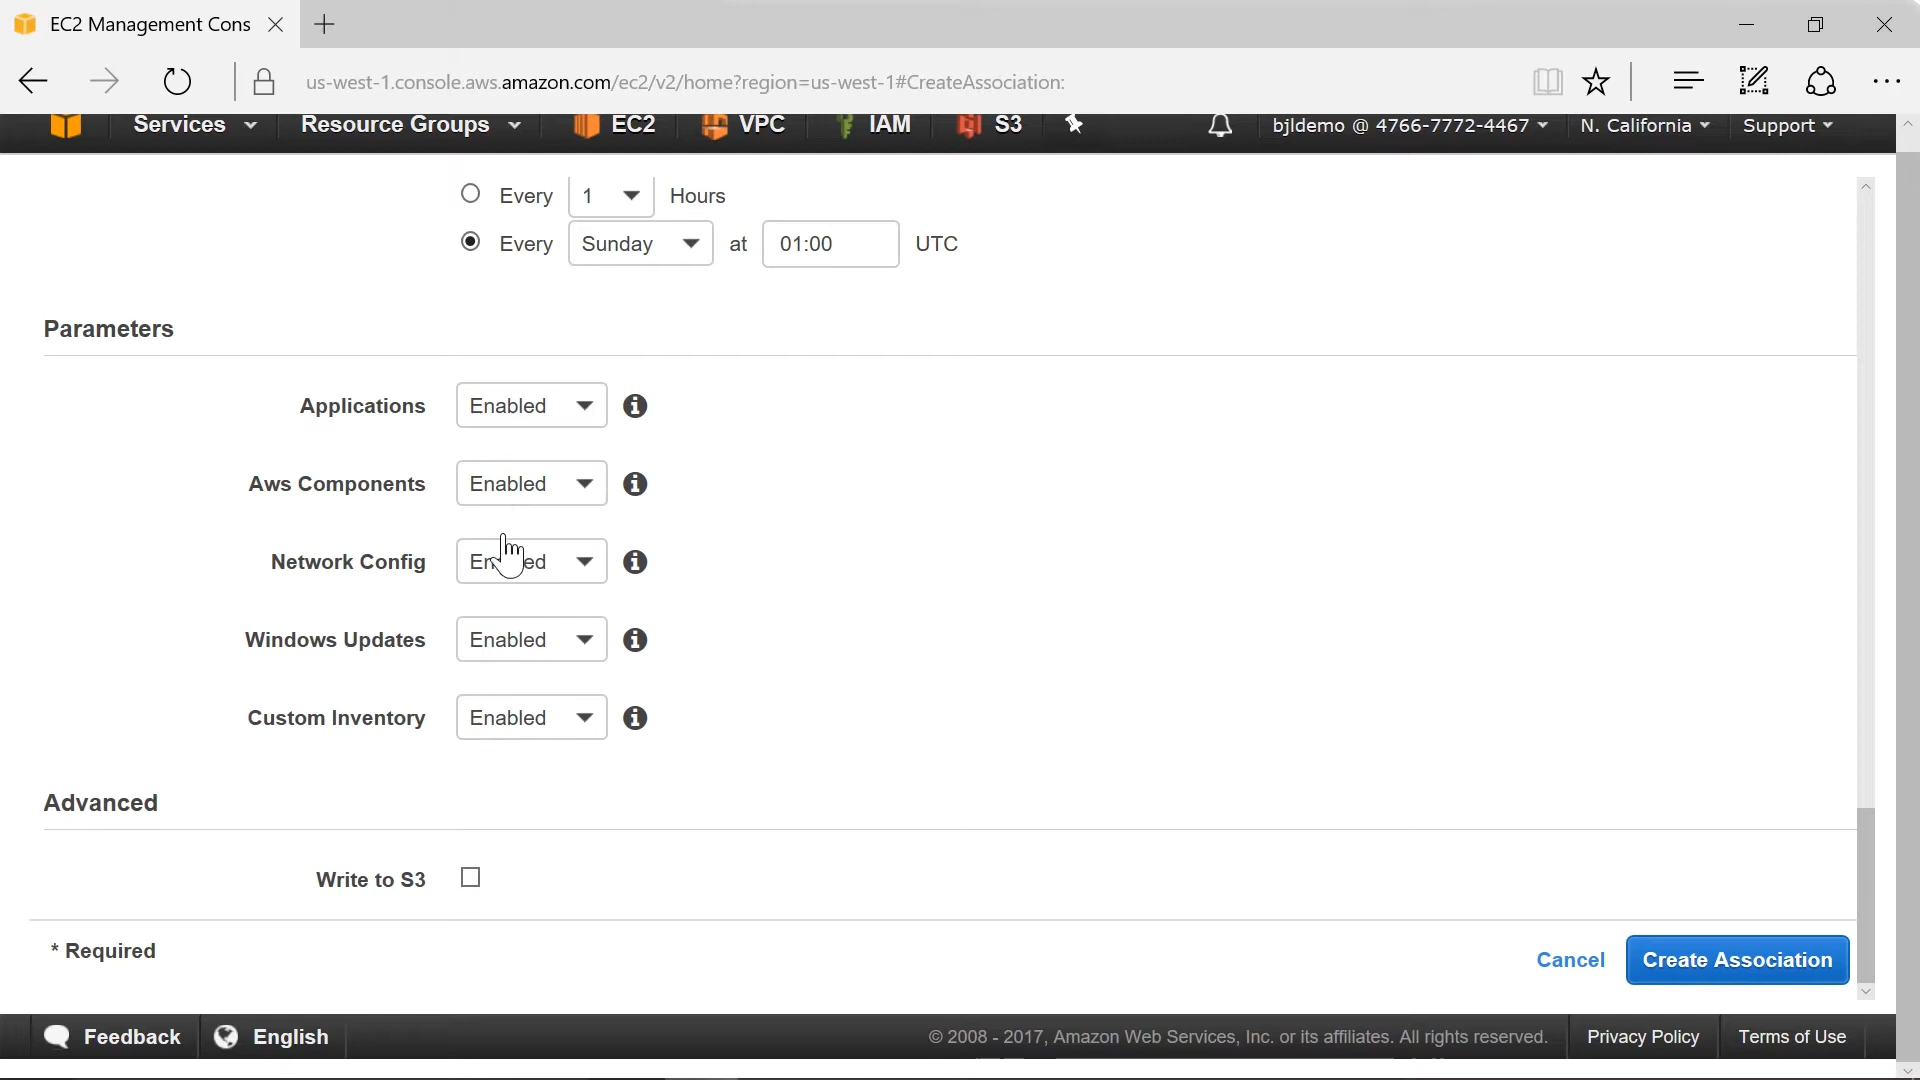 EC2 Management Cons
us-west-1.console.aws.amazon.com/ec2/v2/home?region=us-west-1#CreateAssociation:
Services Resource Groups EC2 VPC IAM S3 bjldemo @ 4766-7772-4467 N. California Support
Every 1 Hours
Every Sunday at 01:00 UTC
Parameters
Applications Enabled
Aws Components Enabled
Network Config
Windows Updates Enabled
Custom Inventory Enabled
Advanced
Write to S3
* Required
Cancel Create Association
Feedback English © 2008 - 2017, Amazon Web Services, Inc. or its affiliates. All rights reserved. Privacy Policy Terms of Use